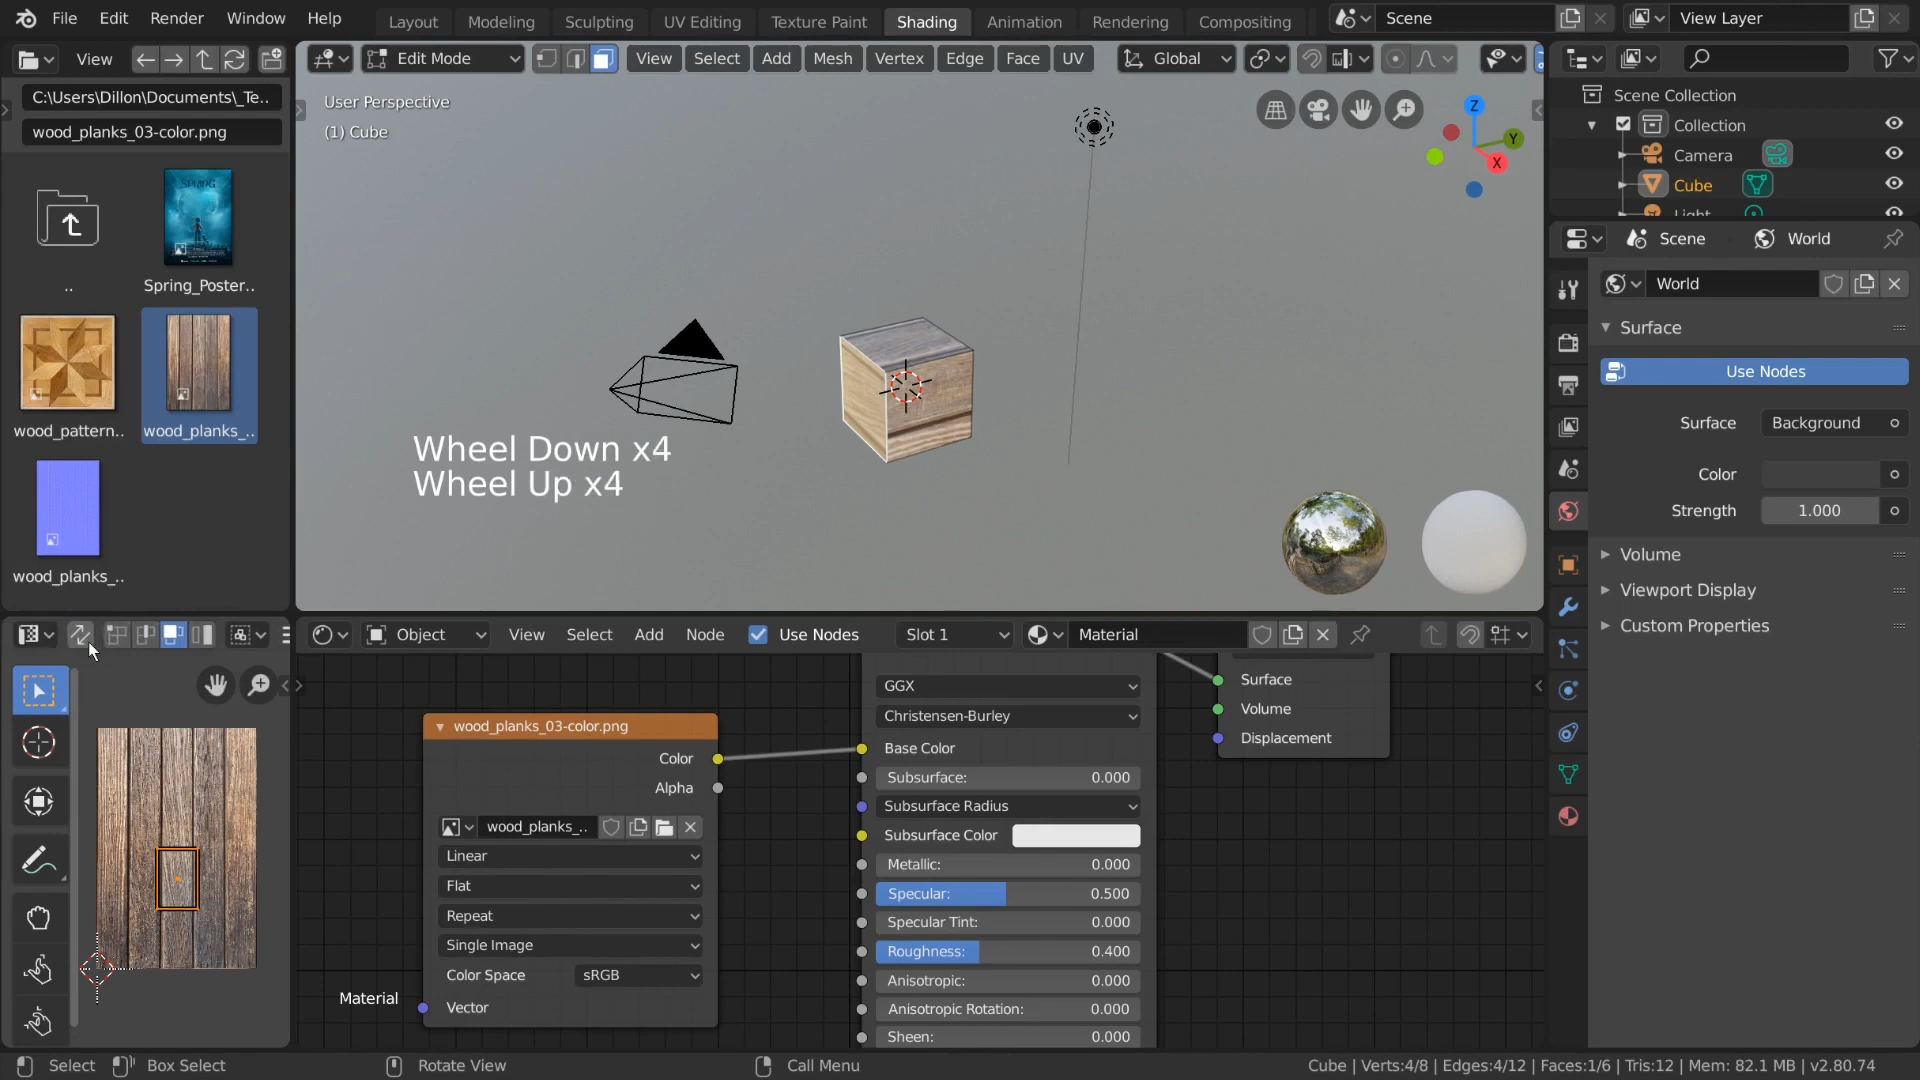 File Edit Render Window Help Layout Modeling Sculpting UV Editing Texture Paint Shading Animation Rendering Compositing Scene View Layer
View Edit Mode View Select Add Mesh Vertex Edge Face UV Global
C:\Users\Dillon\Documents\_Te..
wood_planks_03-color.png
User Perspective
(1) Cube
Z
Y
X
SPRING
..
Spring_Poster..
wood_pattern..
wood_planks_..
wood_planks_..
Wheel Down x4
Wheel Up x4
Scene Collection
Collection
Camera
Cube
Light
Scene World
World
Surface
Use Nodes
Surface Background
Color
Strength 1.000
Volume
Viewport Display
Custom Properties
Object View Select Add Node Use Nodes Slot 1 Material
wood_planks_03-color.png
Color
Alpha
wood_planks_..
Linear
Flat
Repeat
Single Image
Color Space sRGB
Vector
Material
GGX
Christensen-Burley
Base Color
Subsurface: 0.000
Subsurface Radius
Subsurface Color
Metallic: 0.000
Specular: 0.500
Specular Tint: 0.000
Roughness: 0.400
Anisotropic: 0.000
Anisotropic Rotation: 0.000
Sheen: 0.000
Surface
Volume
Displacement
Select Box Select Rotate View Call Menu Cube | Verts:4/8 | Edges:4/12 | Faces:1/6 | Tris:12 | Mem: 82.1 MB | v2.80.74